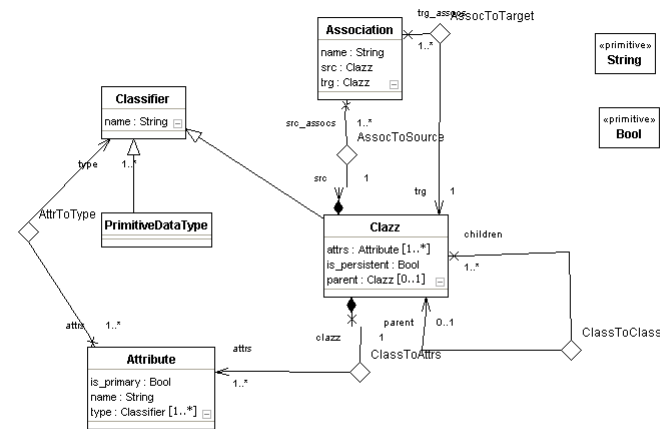 trg_assocs
AssocToTarget
Association
1..*
name : String
src : Clazz
trg : Clazz
«primitive»
String
Classifier
name : String
src_assocs
1..*
AssocToSource
«primitive»
Bool
type
1..*
src
1
trg
1
AttrToType
PrimitiveDataType
Clazz
children
attrs : Attribute [1..*]
is_persistent : Bool
parent : Clazz [0..1]
1..*
attrs
1..*
parent
0..1
clazz
1
ClassToClass
Attribute
attrs
ClassToAttrs
is_primary : Bool
name : String
type : Classifier [1..*]
1..*